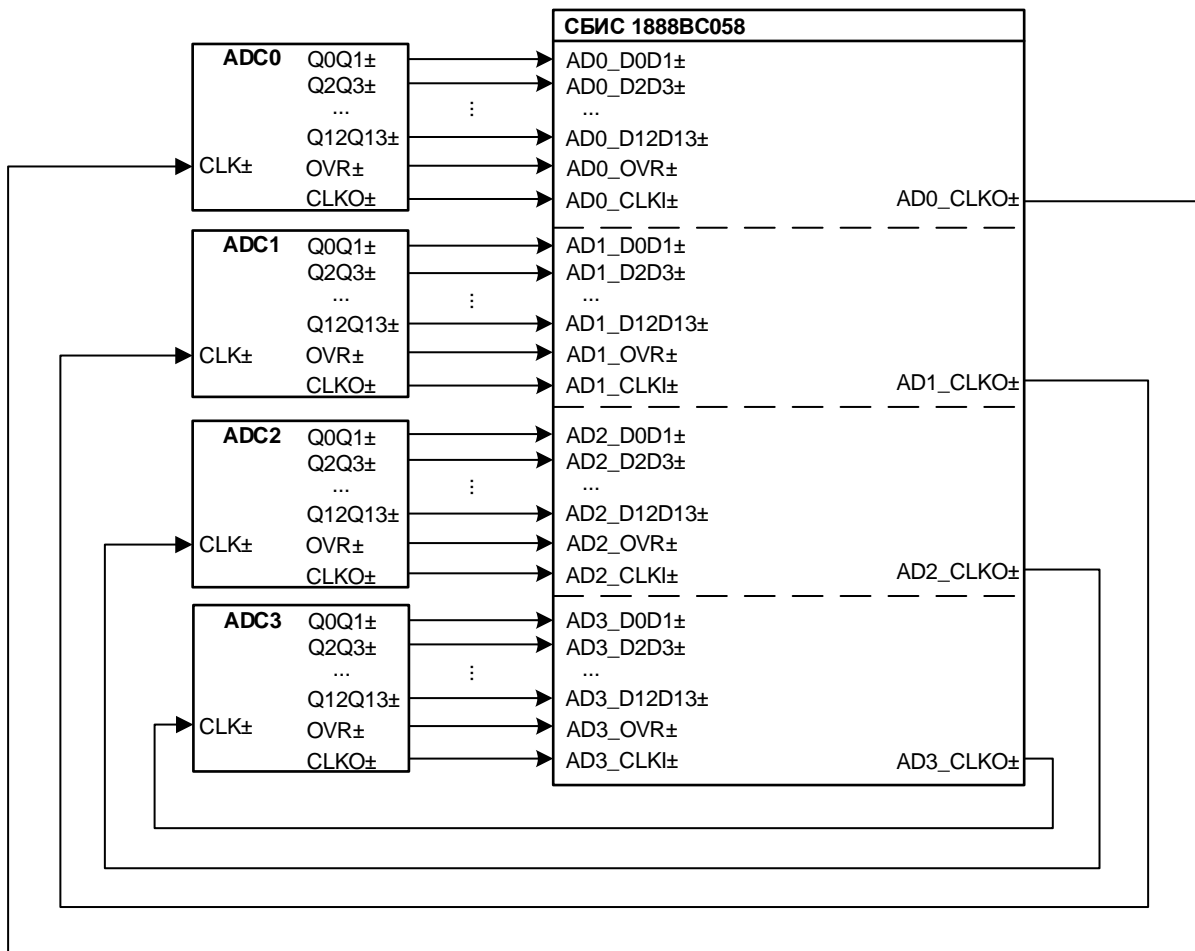 СБИС 1888ВС058
ADC0
Q0Q1±
Q2Q3±
...
Q12Q13±
CLK±
OVR±
CLKO±
AD0_D0D1±
AD0_D2D3±
...
AD0_D12D13±
AD0_OVR±
AD0_CLKI±
AD0_CLKO±
ADC1
Q0Q1±
Q2Q3±
...
Q12Q13±
CLK±
OVR±
CLKO±
AD1_D0D1±
AD1_D2D3±
...
AD1_D12D13±
AD1_OVR±
AD1_CLKI±
AD1_CLKO±
ADC2
Q0Q1±
Q2Q3±
...
Q12Q13±
CLK±
OVR±
CLKO±
AD2_D0D1±
AD2_D2D3±
...
AD2_D12D13±
AD2_OVR±
AD2_CLKI±
AD2_CLKO±
ADC3
Q0Q1±
Q2Q3±
...
Q12Q13±
CLK±
OVR±
CLKO±
AD3_D0D1±
AD3_D2D3±
...
AD3_D12D13±
AD3_OVR±
AD3_CLKI±
AD3_CLKO±